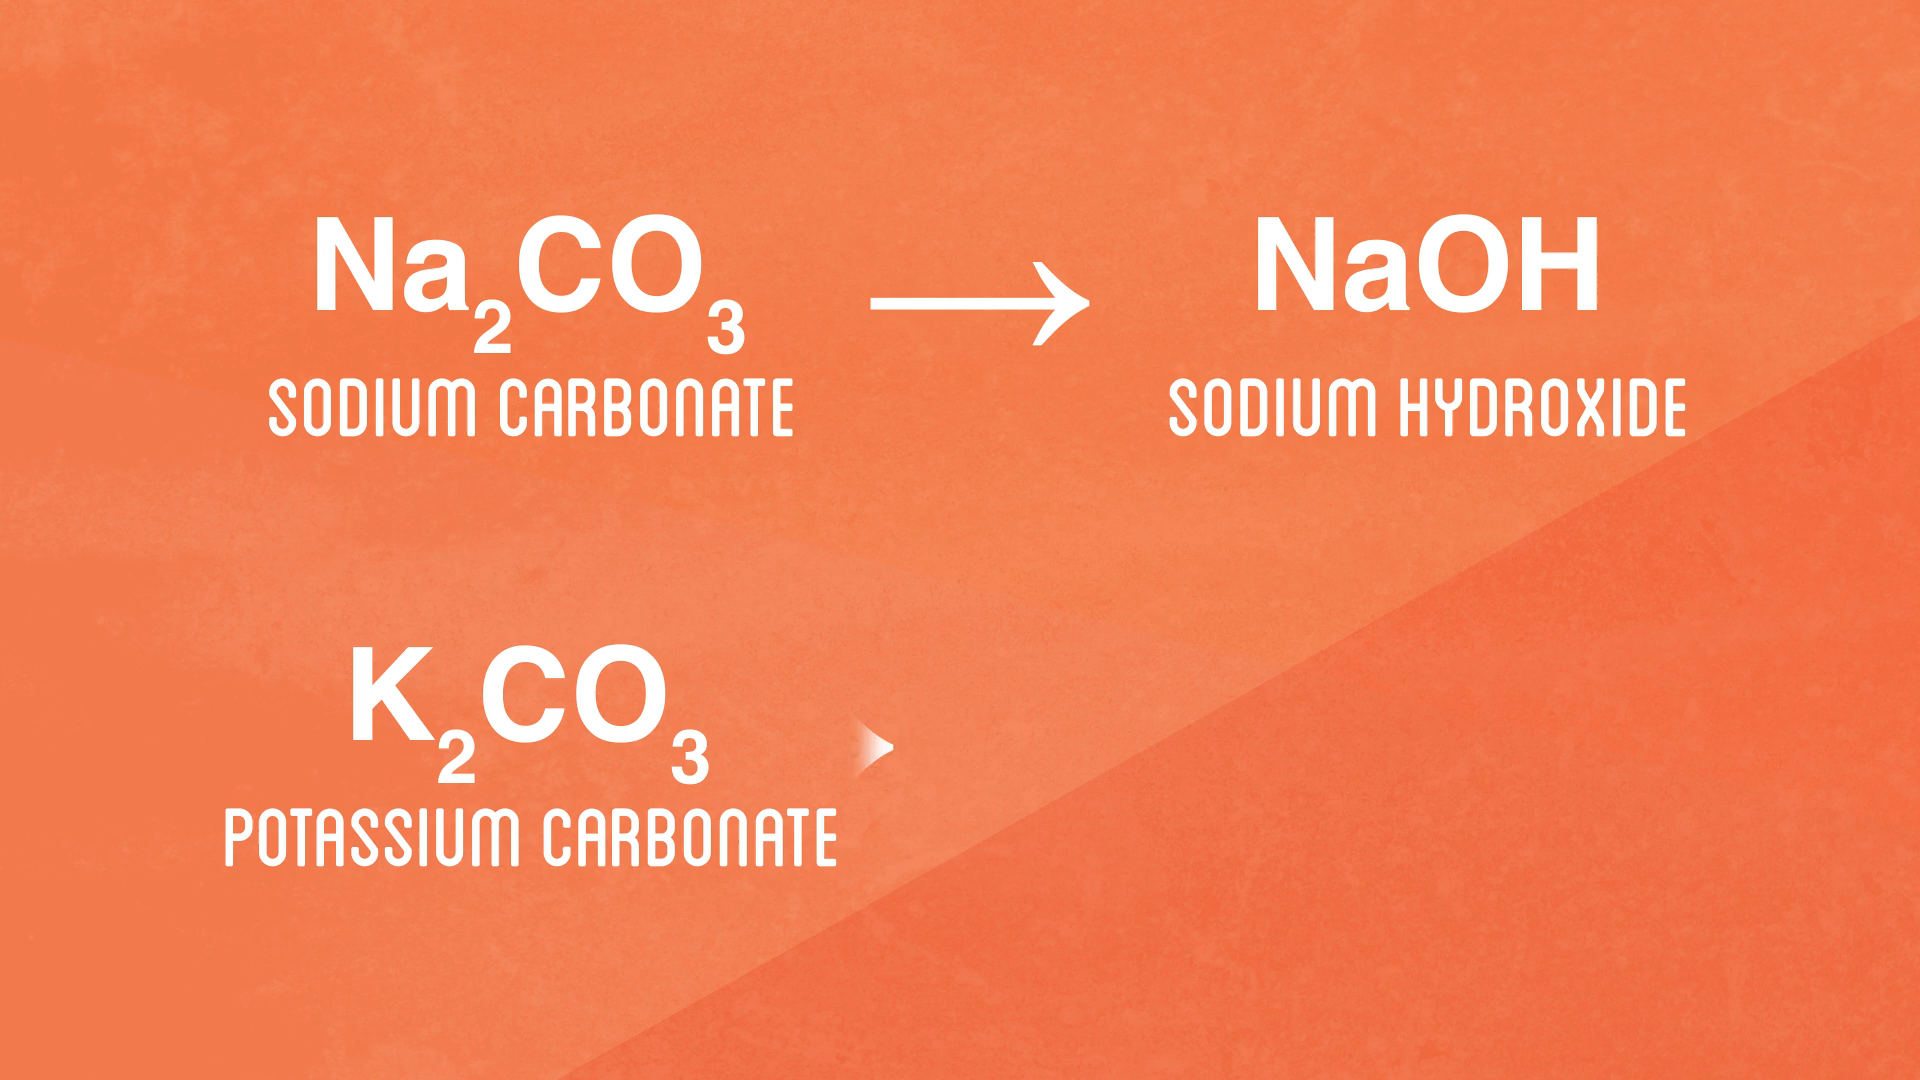 Na₂CO₃ → NaOH
SODIUM CARBONATE SODIUM HYDROXIDE
K₂CO₃
POTASSIUM CARBONATE